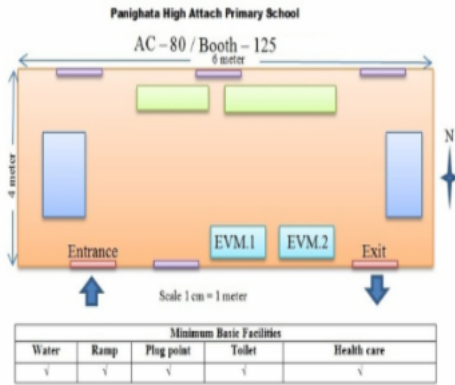 Panighata High Attach Primary School
AC – 80 / Booth – 125
6 meter
4 meter
N
EVM.1 EVM.2
Entrance Exit
Scale 1 cm = 1 meter
Minimum Basic Facilities
Water Ramp Plug point Toilet Health care
√ √ √ √ √